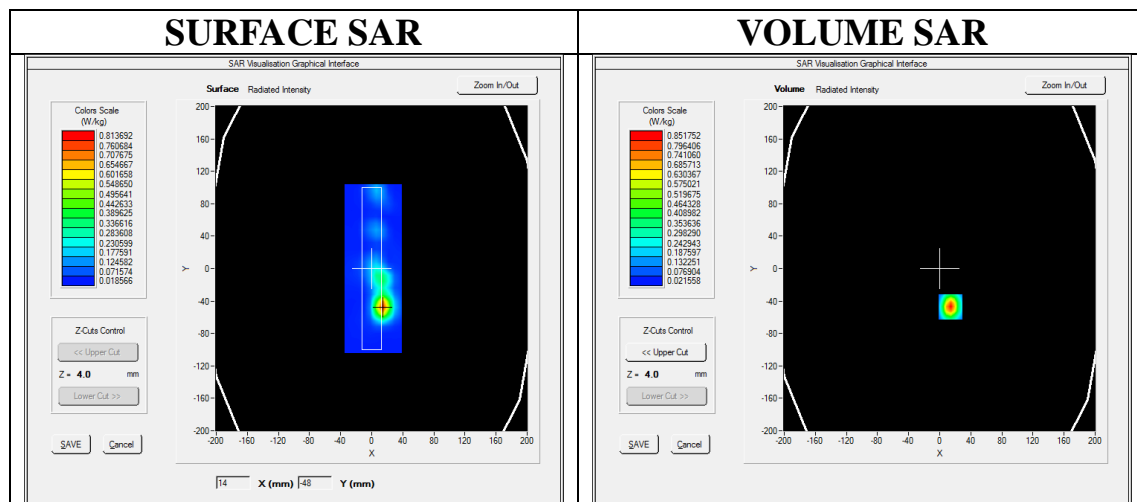 SURFACE SAR
SAR Visualisation Graphical Interface
Surface Radiated Intensity
Zoom In/Out
Colors Scale
(W/kg)
0.813692
0.760684
0.707675
0.654667
0.601658
0.548650
0.495641
0.442633
0.389625
0.336616
0.283608
0.230599
0.177591
0.124582
0.071574
0.018566
200
160
120
80
40
0
-40
-80
-120
-160
-200
Y
-200 -160 -120 -80 -40 0 40 80 120 160 200
X
Z-Cuts Control
<< Upper Cut
Z = 4.0 mm
Lower Cut >>
SAVE Cancel
14 X (mm) -48 Y (mm)
VOLUME SAR
SAR Visualisation Graphical Interface
Volume Radiated Intensity
Zoom In/Out
Colors Scale
(W/kg)
0.851752
0.796406
0.741060
0.685713
0.630367
0.575021
0.519675
0.464328
0.408982
0.353636
0.298290
0.242943
0.187597
0.132251
0.076904
0.021558
200
160
120
80
40
0
-40
-80
-120
-160
-200
Y
-200 -160 -120 -80 -40 0 40 80 120 160 200
X
Z-Cuts Control
<< Upper Cut
Z = 4.0 mm
Lower Cut >>
SAVE Cancel